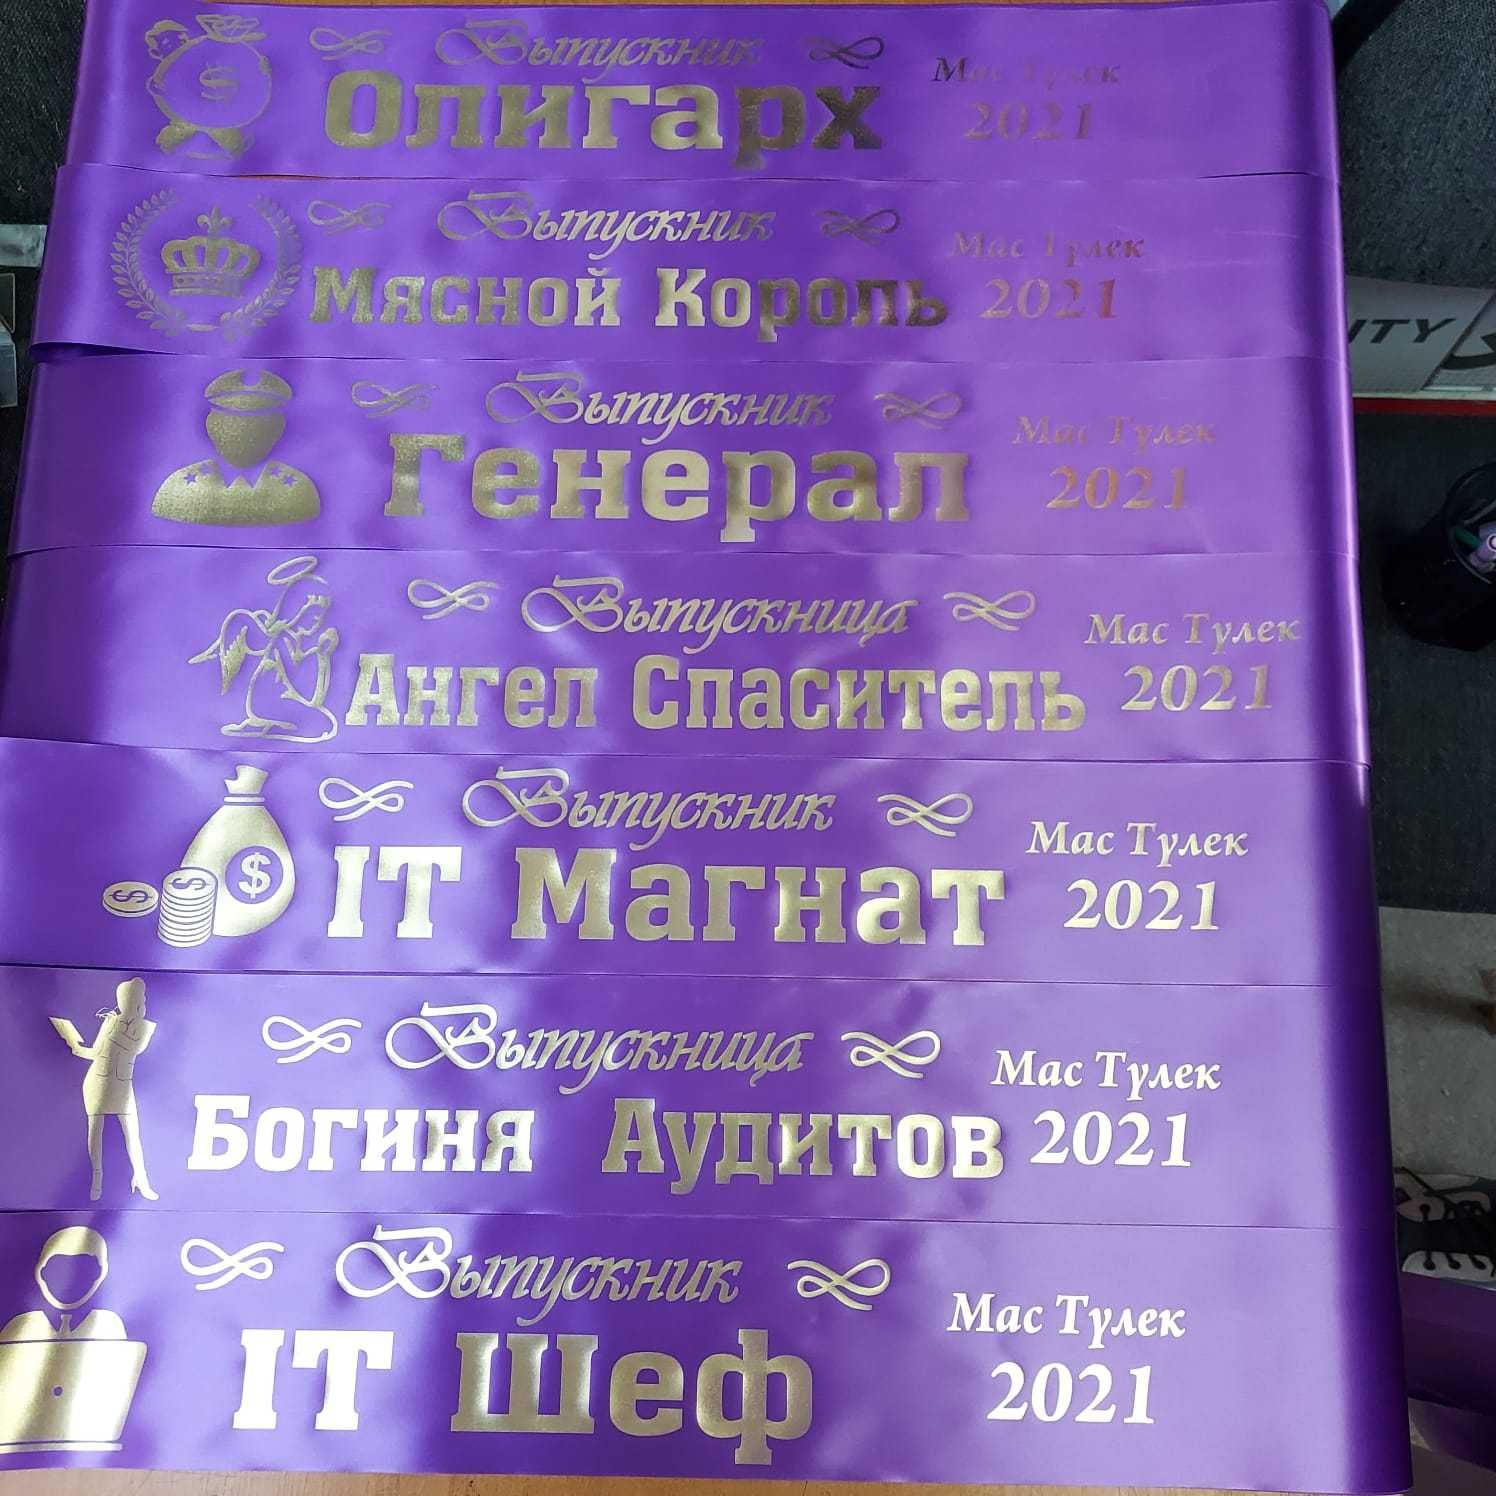 Выпускник
Олигарх
Мас Түлек
2021
$
Выпускник
Мясной Король
Мас Түлек
2021
Выпускник
Генерал
Мас Түлек
2021
Выпускница
Ангел Спаситель
Мас Түлек
2021
Выпускник
IT Магнат
Мас Түлек
2021
$ $ $
Выпускница
Богиня Аудитов
Мас Түлек
2021
Выпускник
IT Шеф
Мас Түлек
2021